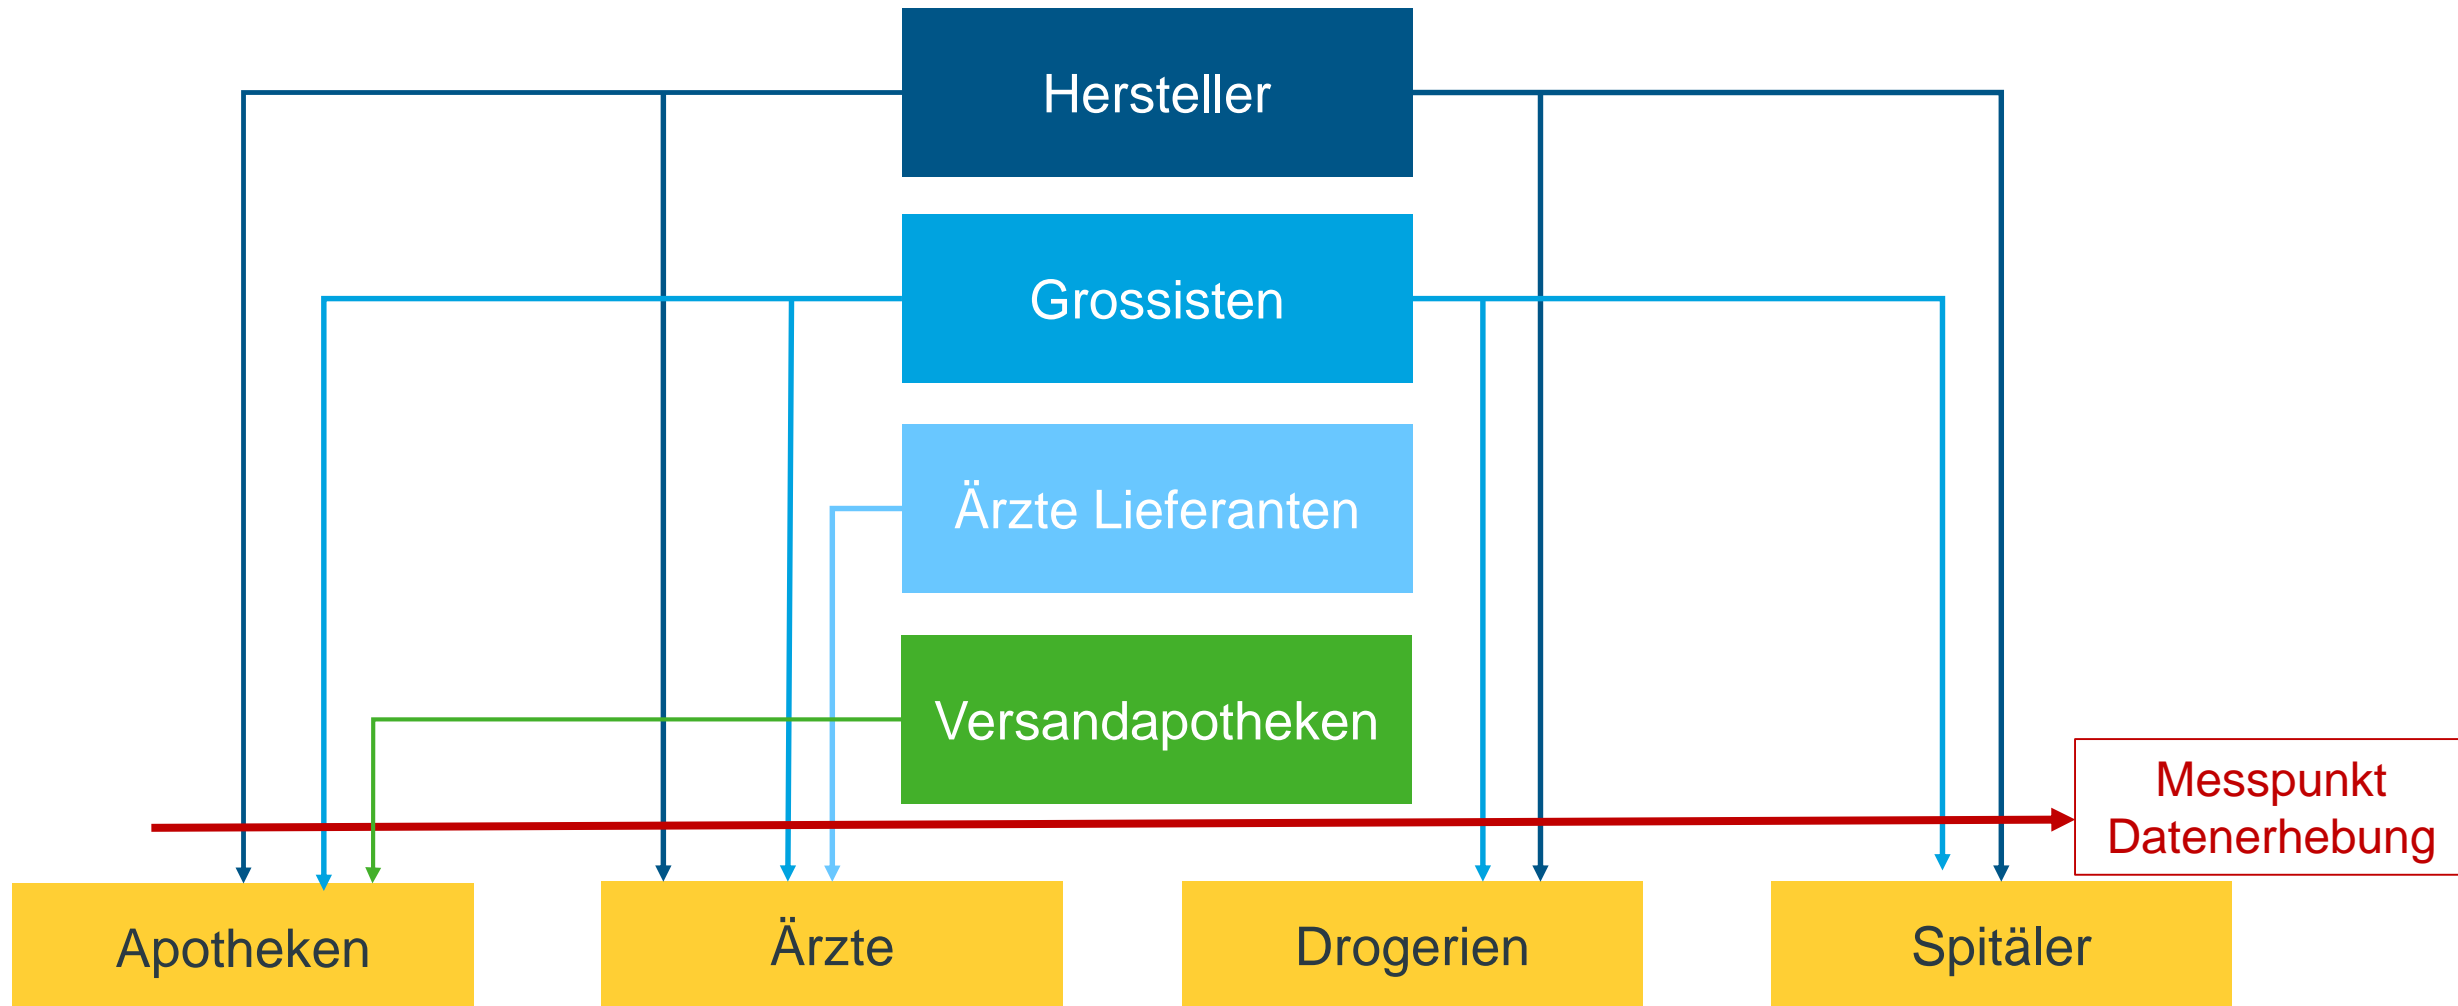 Hersteller
Grossisten
Ärzte Lieferanten
Versandapotheken
Messpunkt
Datenerhebung
Apotheken
Ärzte
Drogerien
Spitäler